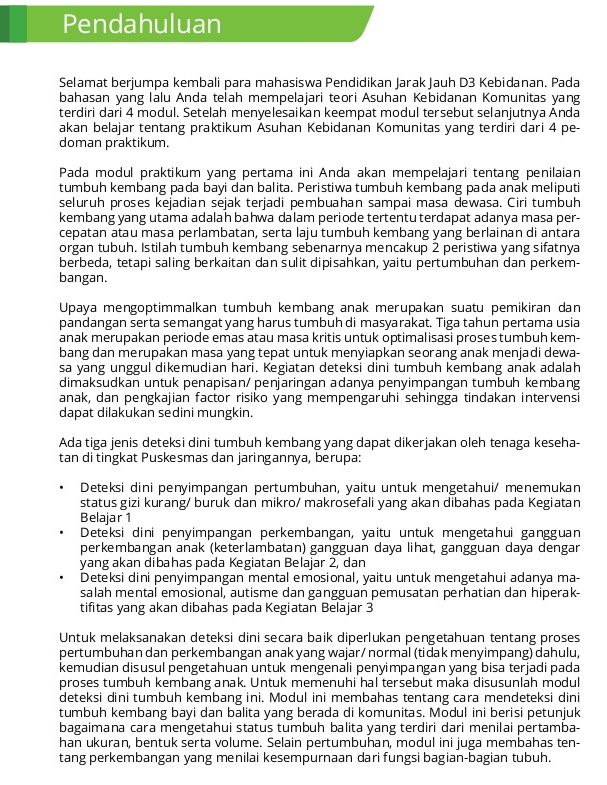 Pendahuluan
Selamat berjumpa kembali para mahasiswa Pendidikan Jarak Jauh D3 Kebidanan. Pada
bahasan yang lalu Anda telah mempelajari teori Asuhan Kebidanan Komunitas yang
terdiri dari 4 modul. Setelah menyelesaikan keempat modul tersebut selanjutnya Anda
akan belajar tentang praktikum Asuhan Kebidanan Komunitas yang terdiri dari 4 pe-
doman praktikum.
Pada modul praktikum yang pertama ini Anda akan mempelajari tentang penilaian
tumbuh kembang pada bayi dan balita. Peristiwa tumbuh kembang pada anak meliputi
seluruh proses kejadian sejak terjadi pembuahan sampai masa dewasa. Ciri tumbuh
kembang yang utama adalah bahwa dalam periode tertentu terdapat adanya masa per-
cepatan atau masa perlambatan, serta laju tumbuh kembang yang berlainan di antara
organ tubuh. Istilah tumbuh kembang sebenarnya mencakup 2 peristiwa yang sifatnya
berbeda, tetapi saling berkaitan dan sulit dipisahkan, yaitu pertumbuhan dan perkem-
bangan.
Upaya mengoptimmalkan tumbuh kembang anak merupakan suatu pemikiran dan
pandangan serta semangat yang harus tumbuh di masyarakat. Tiga tahun pertama usia
anak merupakan periode emas atau masa kritis untuk optimalisasi proses tumbuh kem-
bang dan merupakan masa yang tepat untuk menyiapkan seorang anak menjadi dewa-
sa yang unggul dikemudian hari. Kegiatan deteksi dini tumbuh kembang anak adalah
dimaksudkan untuk penapisan/ penjaringan adanya penyimpangan tumbuh kembang
anak, dan pengkajian factor risiko yang mempengaruhi sehingga tindakan intervensi
dapat dilakukan sedini mungkin.
Ada tiga jenis deteksi dini tumbuh kembang yang dapat dikerjakan oleh tenaga keseha-
tan di tingkat Puskesmas dan jaringannya, berupa:
• Deteksi dini penyimpangan pertumbuhan, yaitu untuk mengetahui/ menemukan
status gizi kurang/ buruk dan mikro/ makrosefali yang akan dibahas pada Kegiatan
Belajar 1
• Deteksi dini penyimpangan perkembangan, yaitu untuk mengetahui gangguan
perkembangan anak (keterlambatan) gangguan daya lihat, gangguan daya dengar
yang akan dibahas pada Kegiatan Belajar 2, dan
• Deteksi dini penyimpangan mental emosional, yaitu untuk mengetahui adanya ma-
salah mental emosional, autisme dan gangguan pemusatan perhatian dan hiperak-
tifitas yang akan dibahas pada Kegiatan Belajar 3
Untuk melaksanakan deteksi dini secara baik diperlukan pengetahuan tentang proses
pertumbuhan dan perkembangan anak yang wajar/ normal (tidak menyimpang) dahulu,
kemudian disusul pengetahuan untuk mengenali penyimpangan yang bisa terjadi pada
proses tumbuh kembang anak. Untuk memenuhi hal tersebut maka disusunlah modul
deteksi dini tumbuh kembang ini. Modul ini membahas tentang cara mendeteksi dini
tumbuh kembang bayi dan balita yang berada di komunitas. Modul ini berisi petunjuk
bagaimana cara mengetahui status tumbuh balita yang terdiri dari menilai pertamba-
han ukuran, bentuk serta volume. Selain pertumbuhan, modul ini juga membahas ten-
tang perkembangan yang menilai kesempurnaan dari fungsi bagian-bagian tubuh.